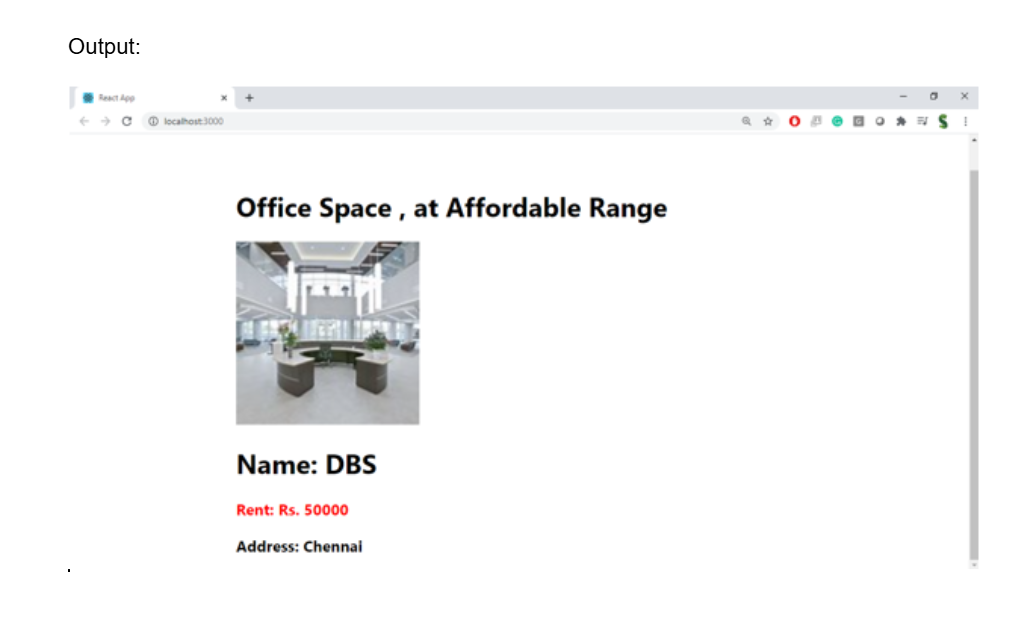 Output:
React App
localhost:3000
Office Space , at Affordable Range
Name: DBS
Rent: Rs. 50000
Address: Chennai